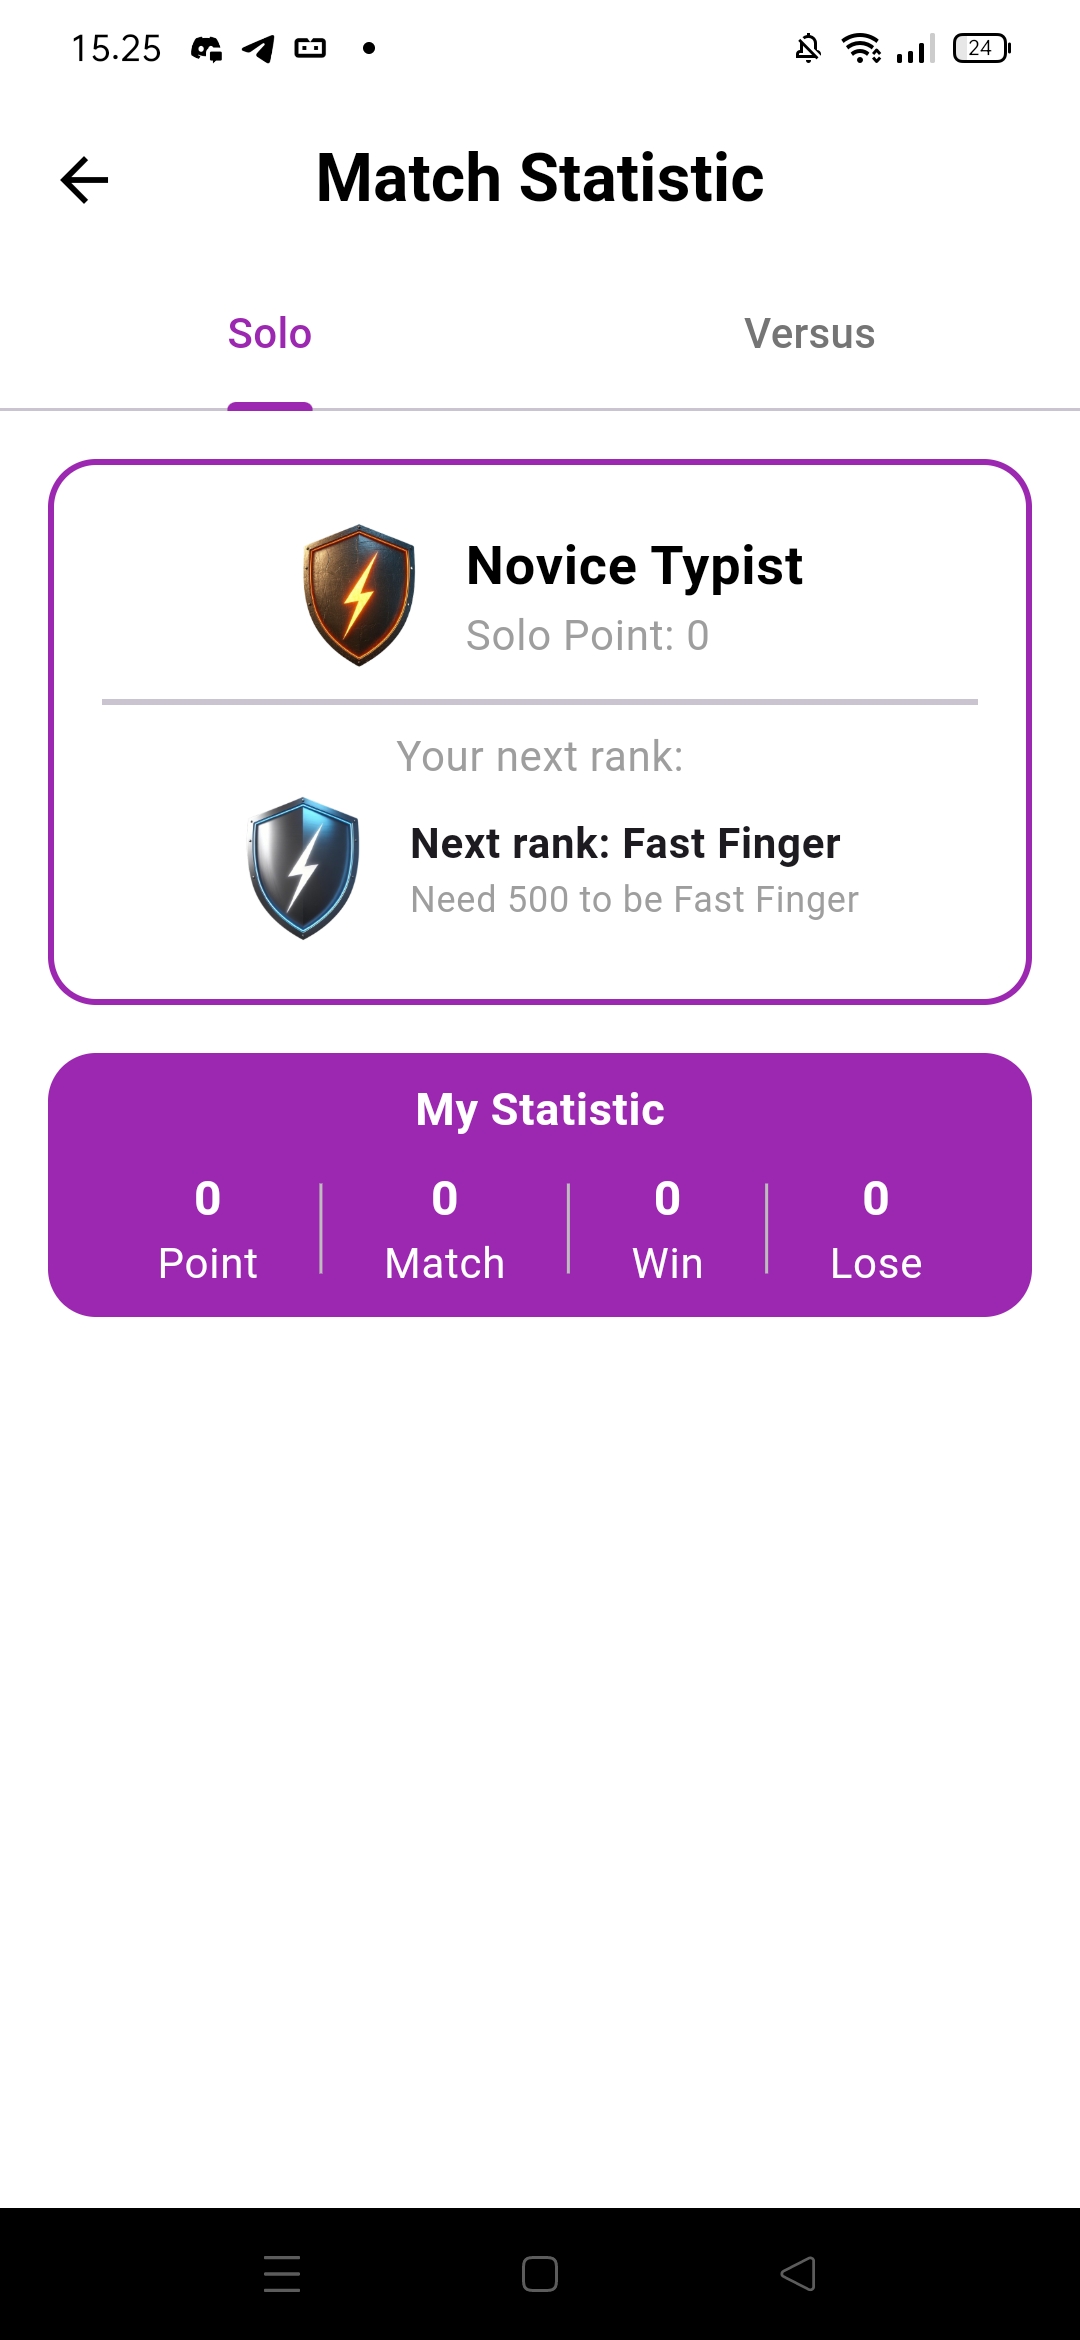 15.25
24
Match Statistic
Solo
Versus
Novice Typist
Solo Point: 0
Your next rank:
Next rank: Fast Finger
Need 500 to be Fast Finger
My Statistic
0 0 0 0
Point Match Win Lose